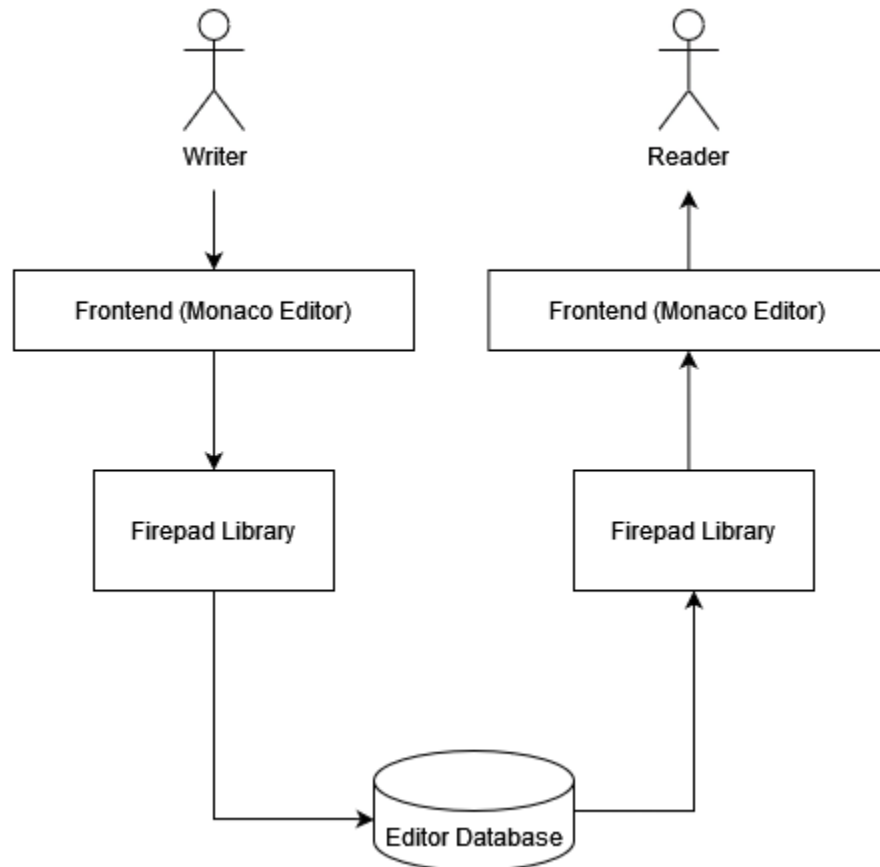 Writer
Reader
Frontend (Monaco Editor)
Frontend (Monaco Editor)
Firepad Library
Firepad Library
Editor Database